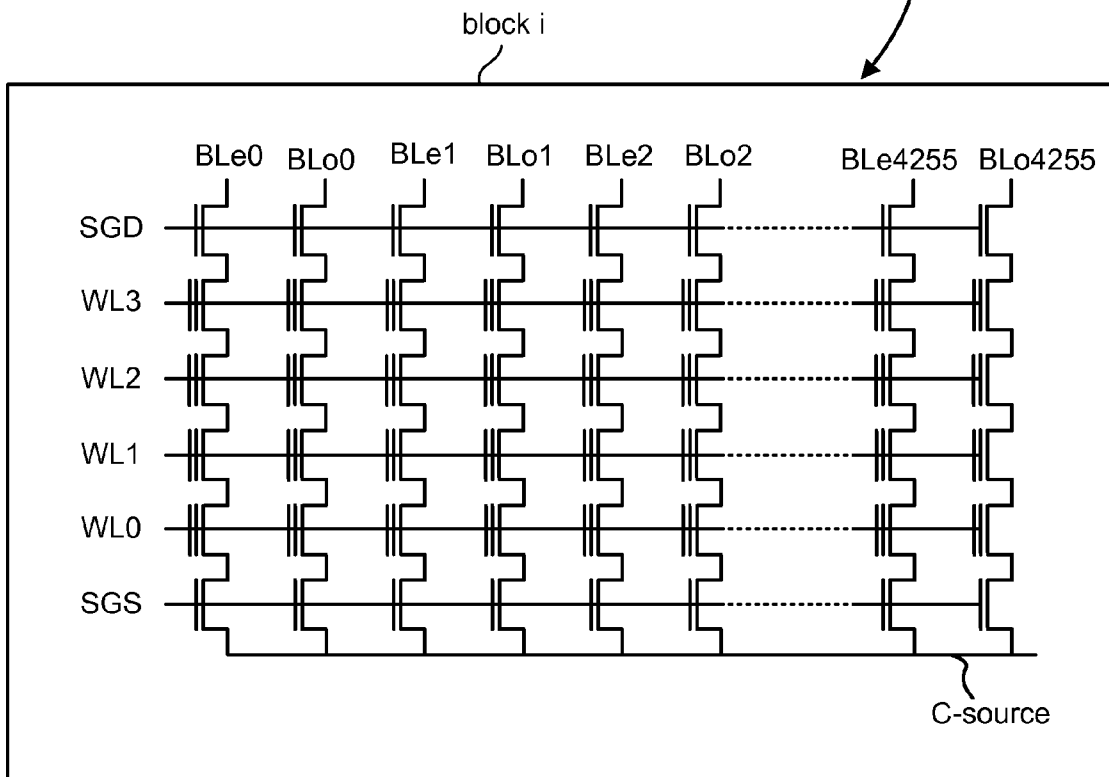 block i
BLe0 BLo0 BLe1 BLo1 BLe2 BLo2 BLe4255 BLo4255
SGD
WL3
WL2
WL1
WL0
SGS
C-source